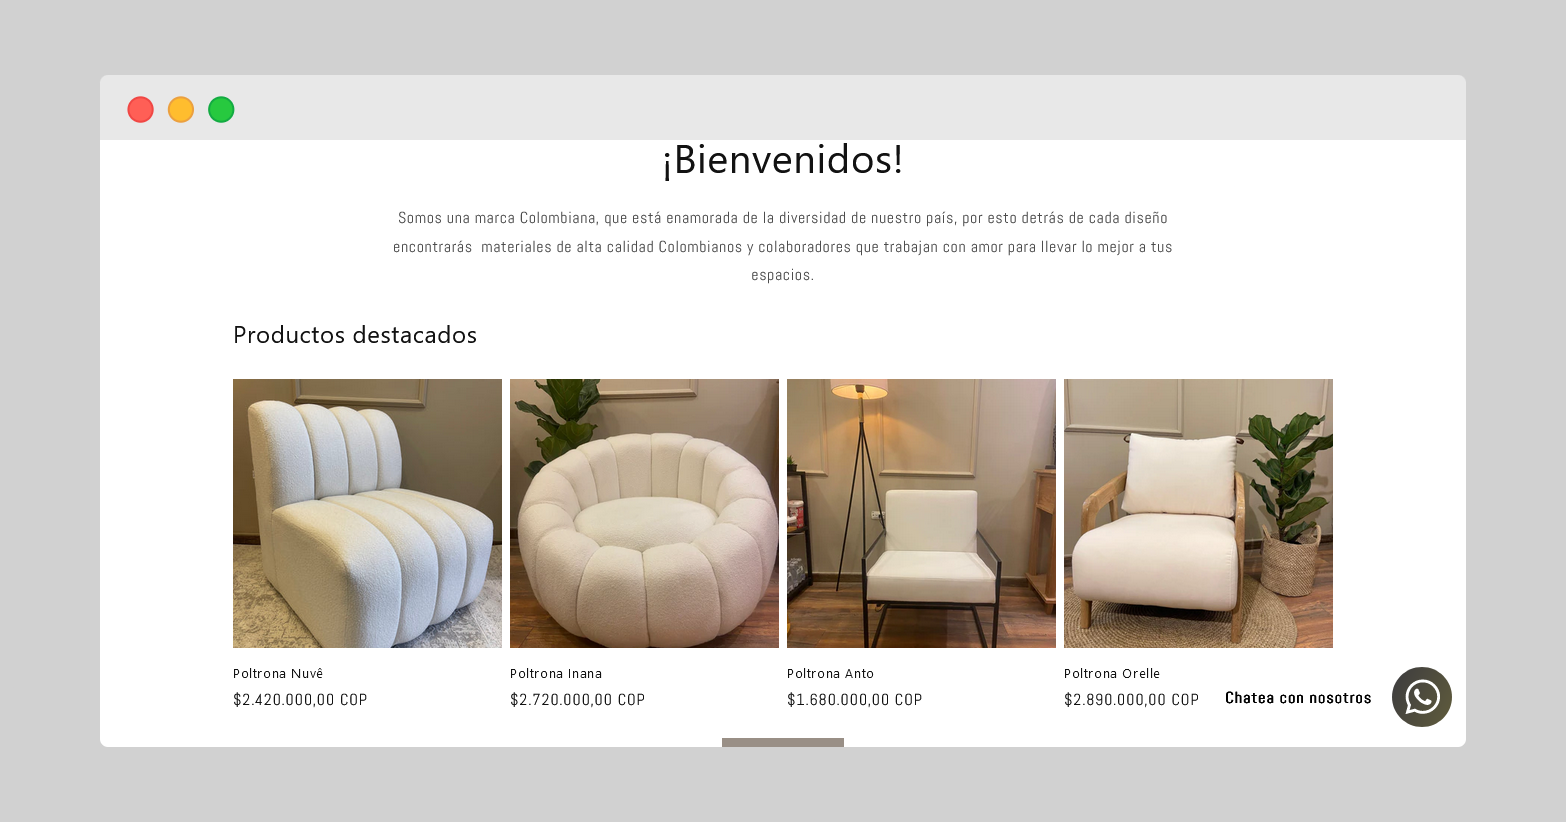 ¡Bienvenidos!
Somos una marca Colombiana, que está enamorada de la diversidad de nuestro país, por esto detrás de cada diseño
encontrarás  materiales de alta calidad Colombianos y colaboradores que trabajan con amor para llevar lo mejor a tus
espacios.
Productos destacados
Poltrona Nuvê
$2.420.000,00 COP
Poltrona Inana
$2.720.000,00 COP
Poltrona Anto
$1.680.000,00 COP
Poltrona Orelle
$2.890.000,00 COP
Chatea con nosotros